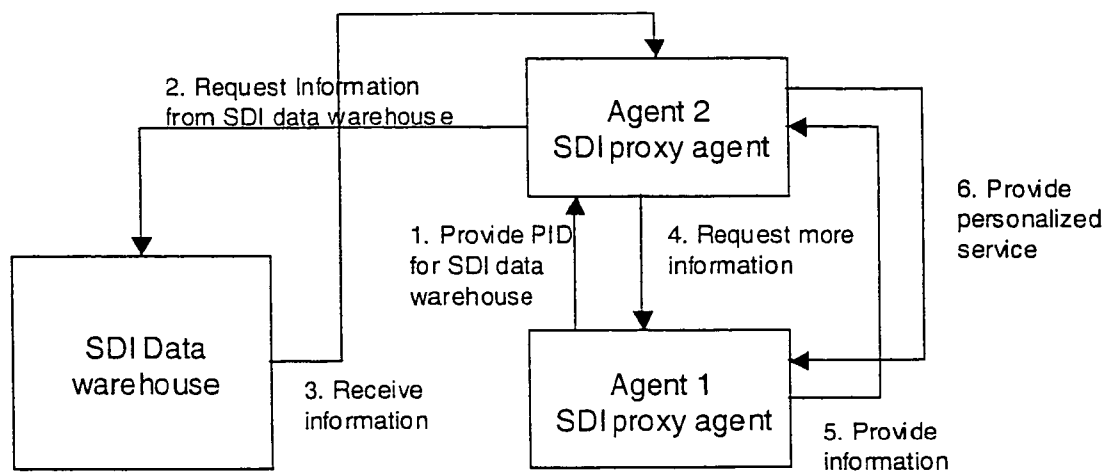 2. Request Information
from SDI data warehouse
Agent 2
SDI proxy agent
6. Provide
personalized
service
1. Provide PID
for SDI data
warehouse
4. Request more
information
SDI Data
warehouse
3. Receive
information
Agent 1
SDI proxy agent
5. Provide
information